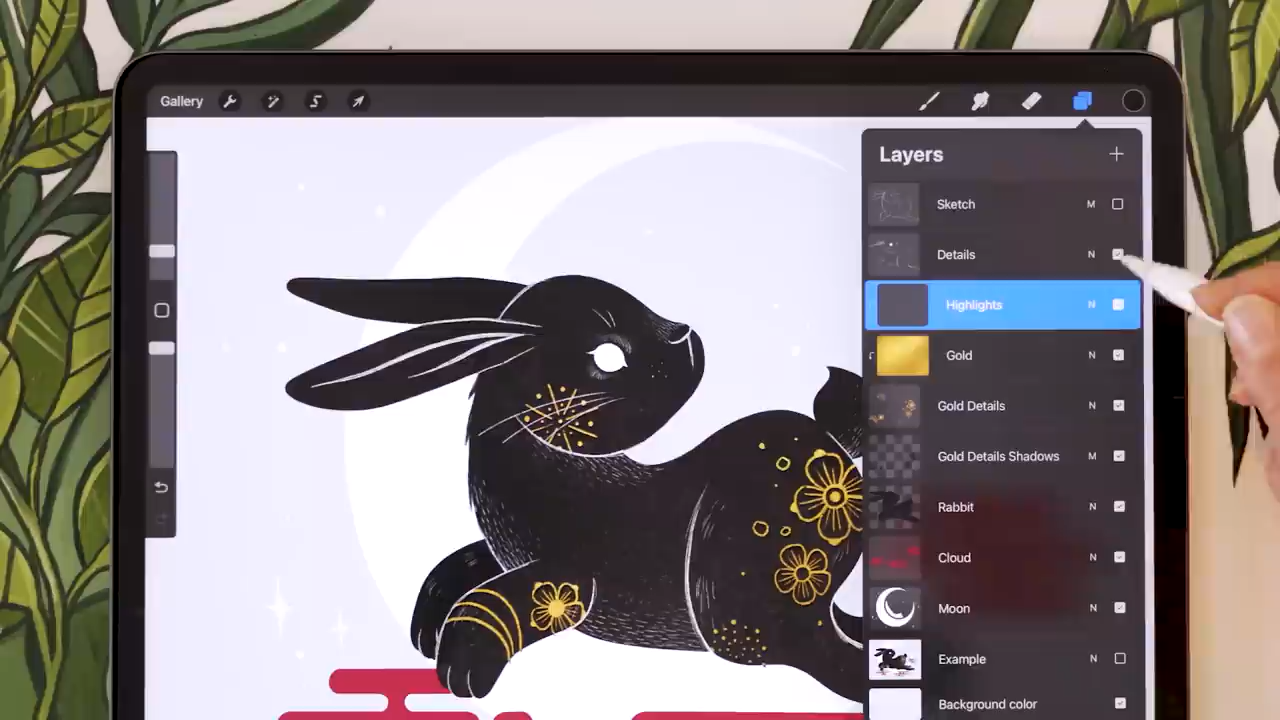 Gallery
Layers
Sketch M
Details N
Highlights N
Gold N
Gold Details N
Gold Details Shadows M
Rabbit N
Cloud N
Moon N
Example N
Background color